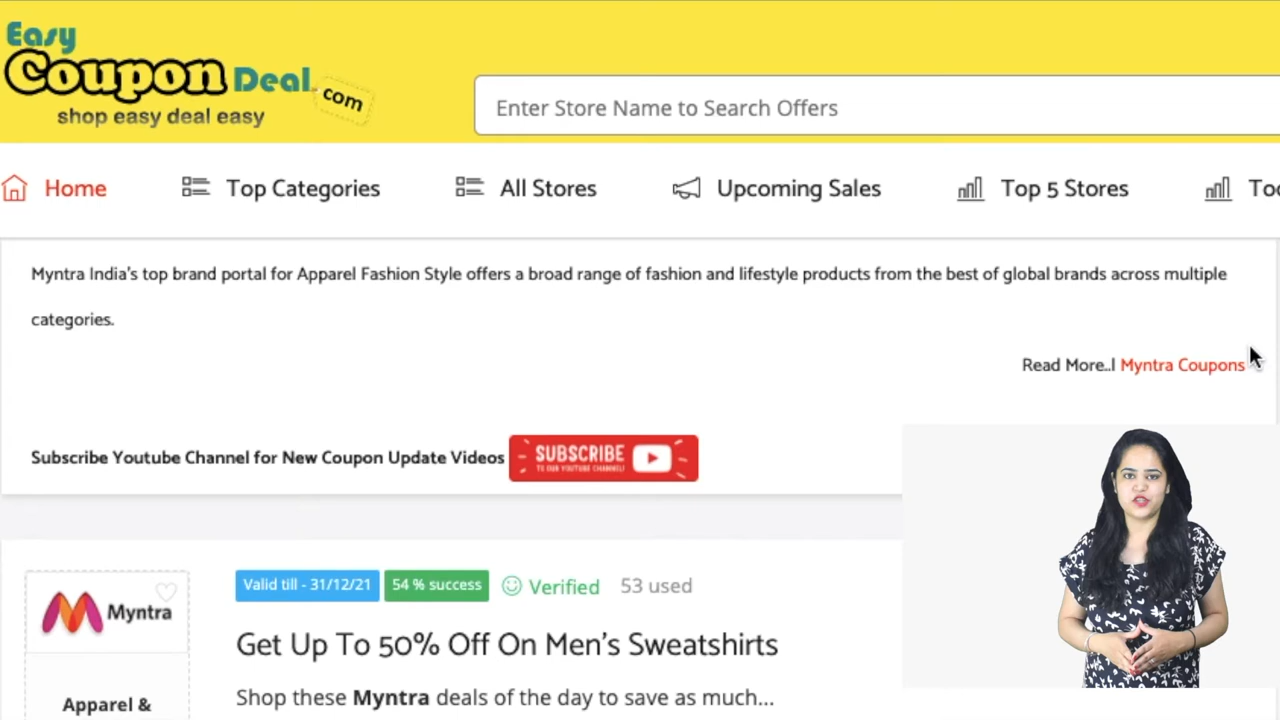 Easy
Coupon Deal.com
shop easy deal easy
Enter Store Name to Search Offers
Home Top Categories All Stores Upcoming Sales Top 5 Stores
Myntra India's top brand portal for Apparel Fashion Style offers a broad range of fashion and lifestyle products from the best of global brands across multiple
categories.
Read More..| Myntra Coupons
Subscribe Youtube Channel for New Coupon Update Videos SUBSCRIBE
TO OUR YOUTUBE CHANNEL!
Valid till - 31/12/21 54 % success Verified 53 used
Myntra
Get Up To 50% Off On Men's Sweatshirts
Shop these Myntra deals of the day to save as much...
Apparel &